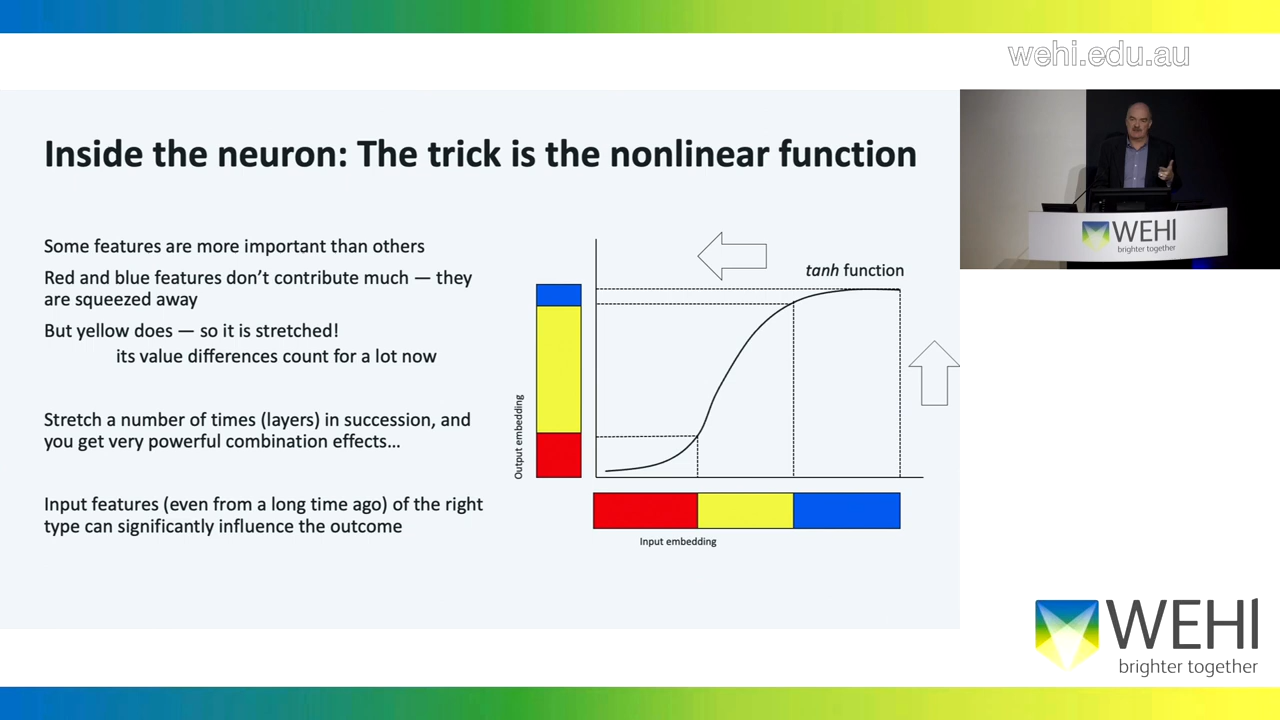 wehi.edu.au
Inside the neuron: The trick is the nonlinear function
Some features are more important than others
Red and blue features don’t contribute much — they
are squeezed away
But yellow does — so it is stretched!
its value differences count for a lot now
Stretch a number of times (layers) in succession, and
you get very powerful combination effects…
Input features (even from a long time ago) of the right
type can significantly influence the outcome
tanh function
Output embedding
Input embedding
WEHI
brighter together
WEHI
brighter together